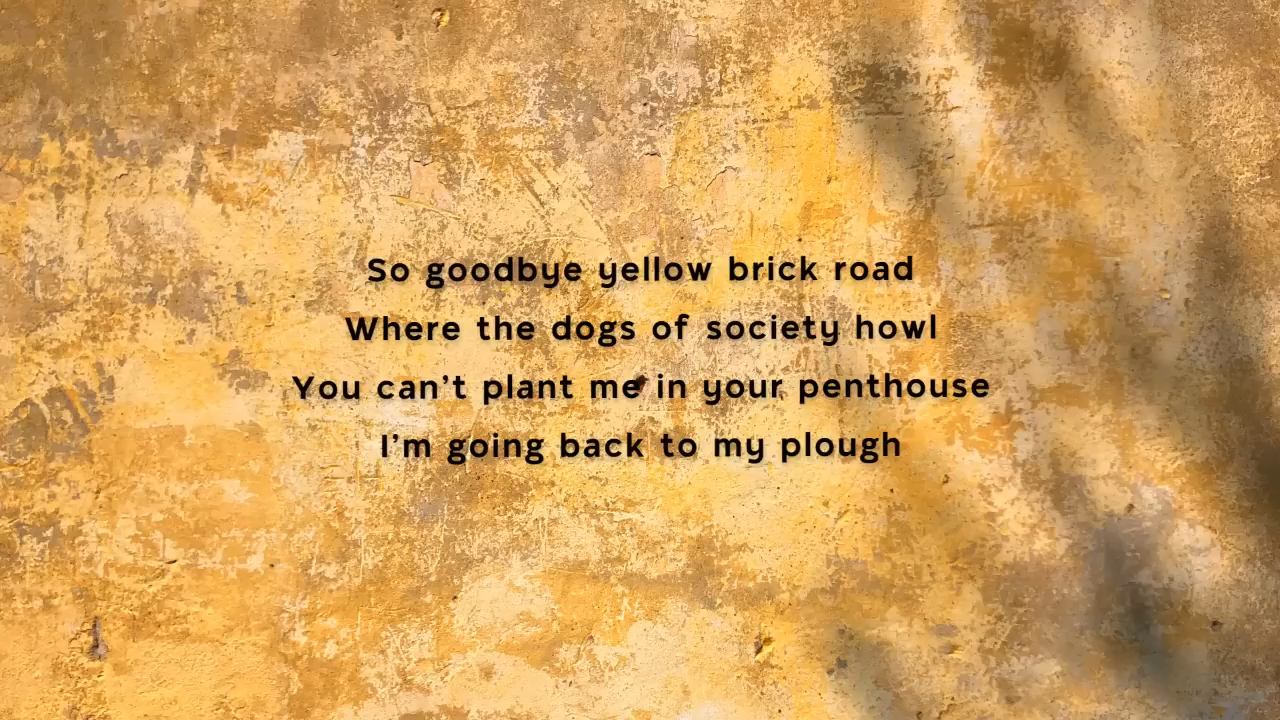 So goodbye yellow brick road
Where the dogs of society howl
You can't plant me in your penthouse
I'm going back to my plough